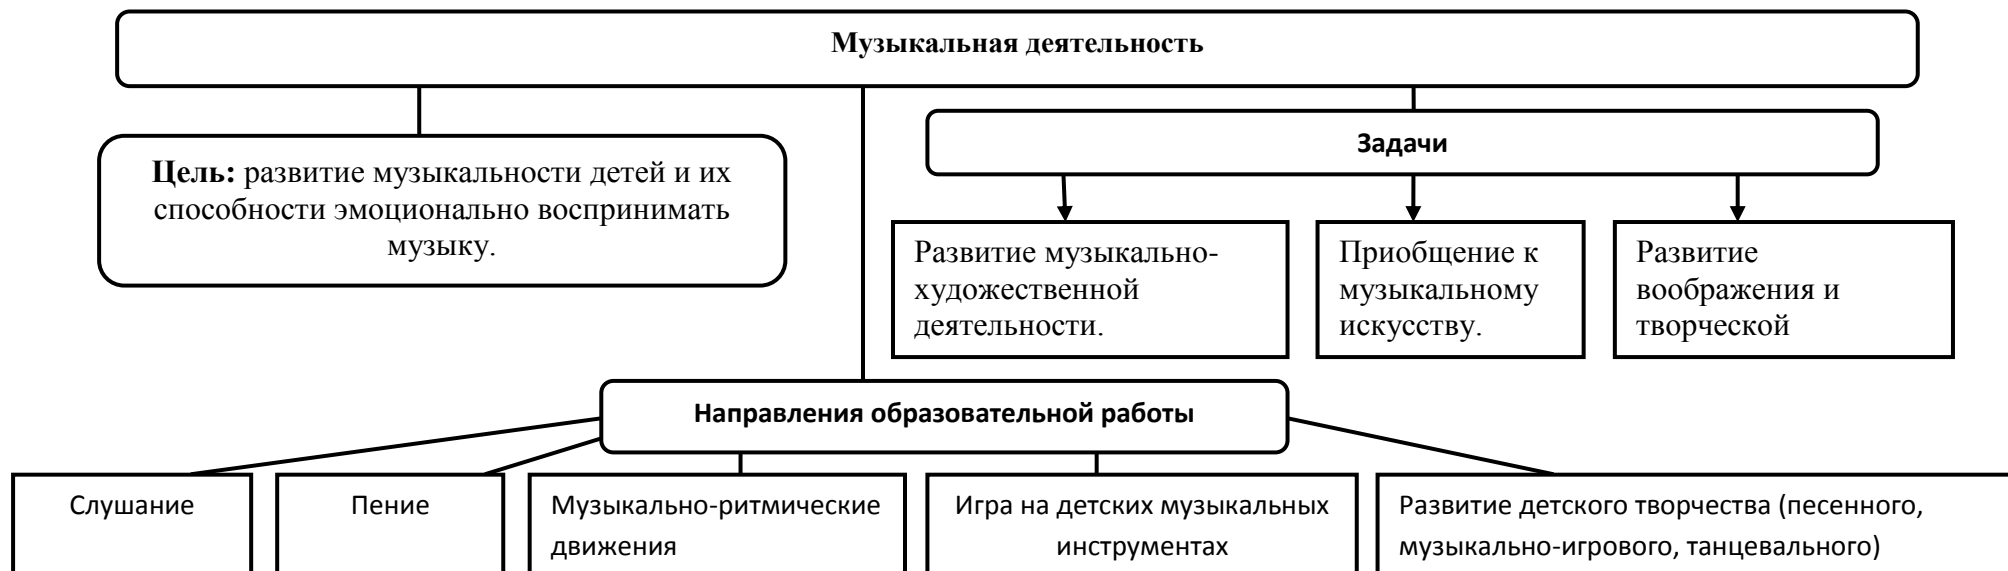 Музыкальная деятельность
Цель: развитие музыкальности детей и их
способности эмоционально воспринимать
музыку.
Задачи
Развитие музыкально-
художественной
деятельности.
Приобщение к
музыкальному
искусству.
Развитие
воображения и
творческой
Направления образовательной работы
Слушание
Пение
Музыкально-ритмические
движения
Игра на детских музыкальных
инструментах
Развитие детского творчества (песенного,
музыкально-игрового, танцевального)